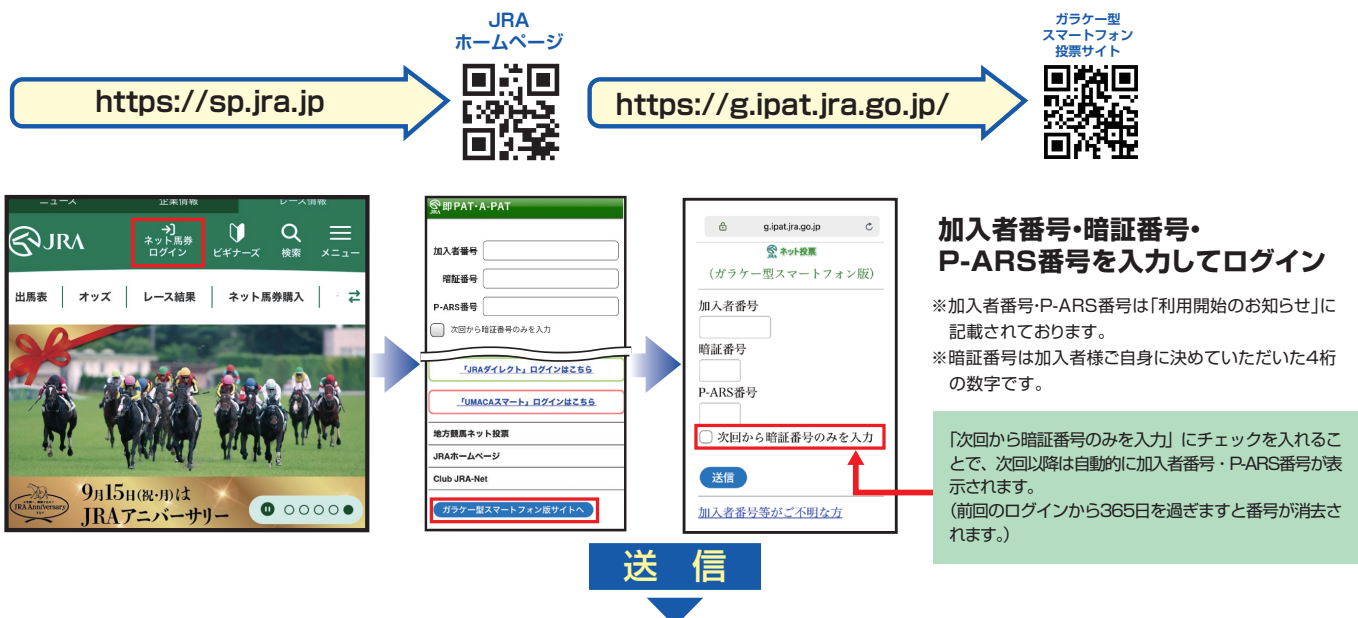 JRA
ホームページ
https://sp.jra.jp
ガラケー型
スマートフォン
投票サイト
https://g.ipat.jra.go.jp/
ニュース 企業情報 レース情報
JRA
ネット馬券
ログイン
ビギナーズ
検索
メニュー
出馬表 オッズ レース結果 ネット馬券購入
JRA Anniversary
9月15日(祝・月)は
JRAアニバーサリー
JRA
即PAT・A-PAT
加入者番号
暗証番号
P-ARS番号
次回から暗証番号のみを入力
「JRAダイレクト」ログインはこちら
「UMACAスマート」ログインはこちら
地方競馬ネット投票
JRAホームページ
Club JRA-Net
ガラケー型スマートフォン版サイトへ
g.ipat.jra.go.jp
JRA
ネット投票
(ガラケー型スマートフォン版)
加入者番号
暗証番号
P-ARS番号
次回から暗証番号のみを入力
送信
加入者番号等がご不明な方
加入者番号・暗証番号・
P-ARS番号を入力してログイン
※加入者番号・P-ARS番号は「利用開始のお知らせ」に
記載されております。
※暗証番号は加入者様ご自身に決めていただいた4桁
の数字です。
「次回から暗証番号のみを入力」にチェックを入れるこ
とで、次回以降は自動的に加入者番号・P-ARS番号が表
示されます。
(前回のログインから365日を過ぎますと番号が消去さ
れます。)
送 信